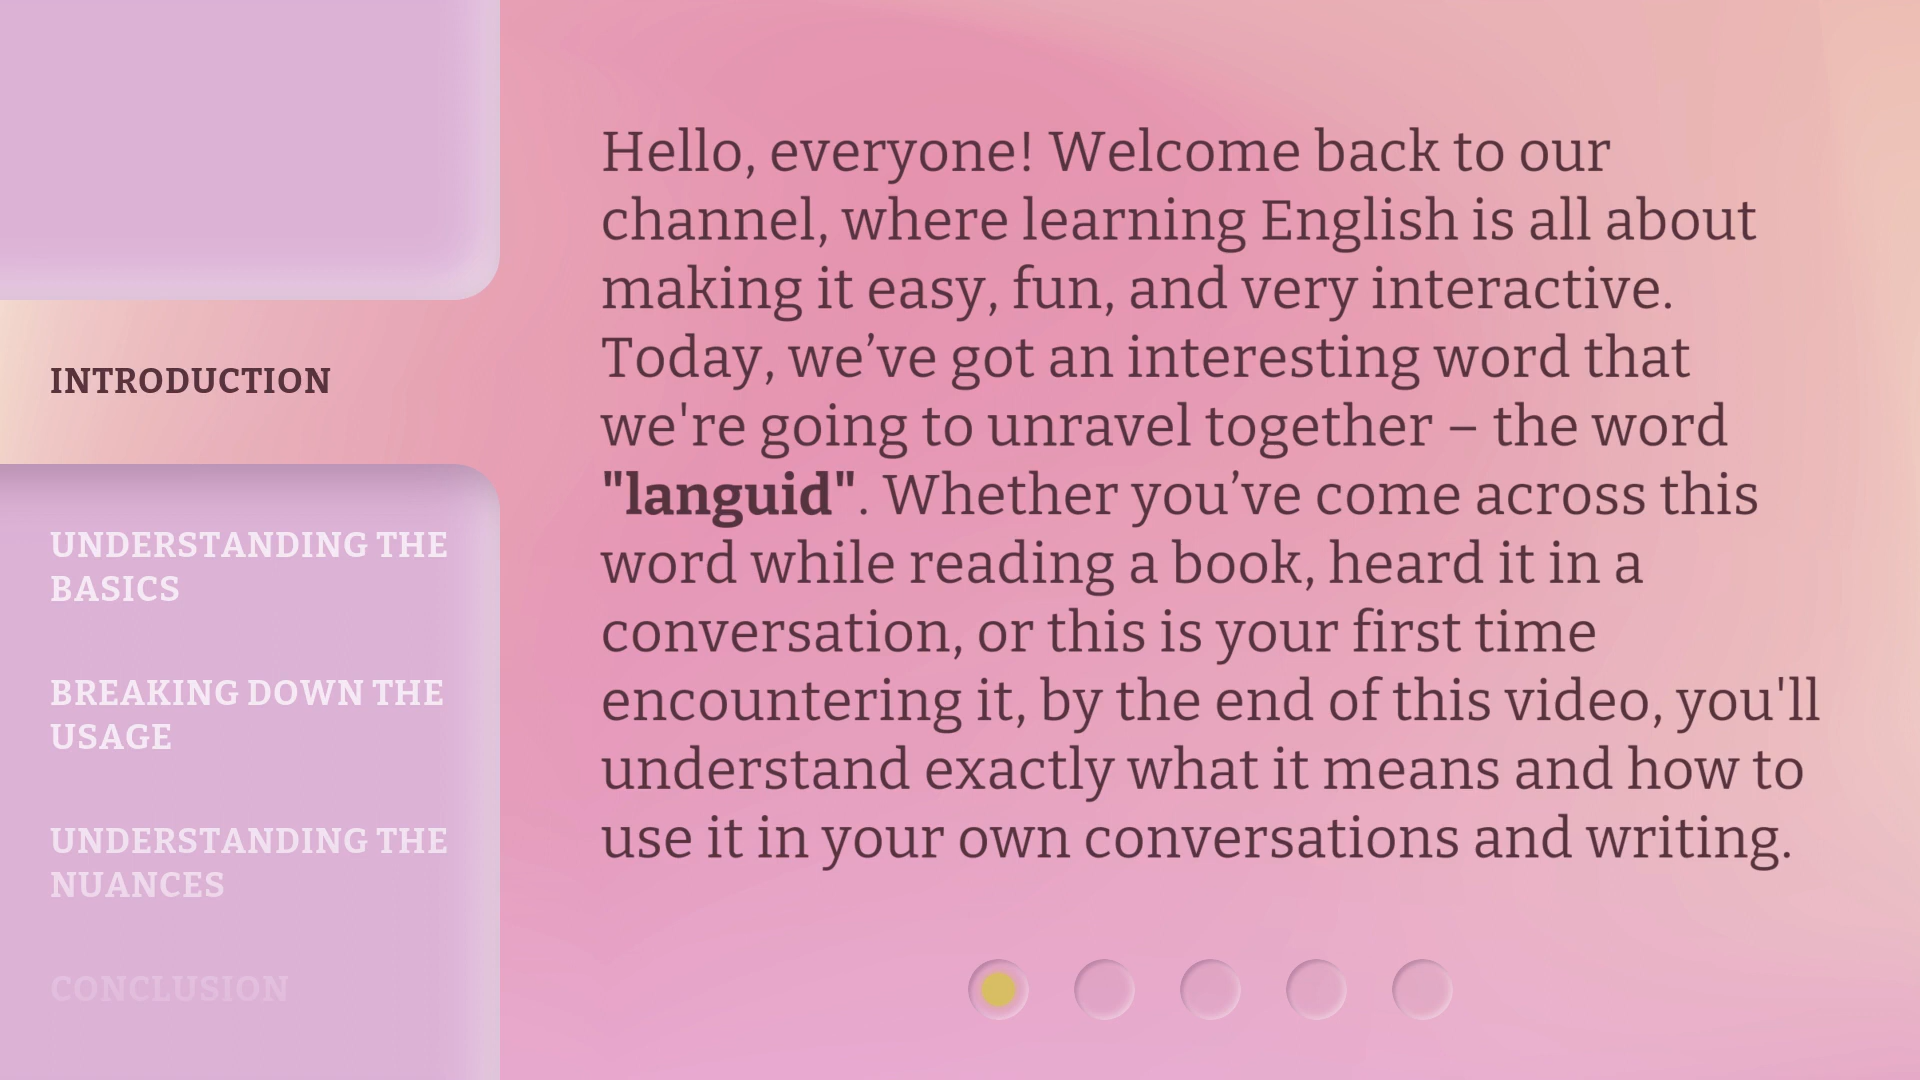 INTRODUCTION
UNDERSTANDING THE
BASICS
BREAKING DOWN THE
USAGE
UNDERSTANDING THE
NUANCES
CONCLUSION
Hello, everyone! Welcome back to our
channel, where learning English is all about
making it easy, fun, and very interactive.
Today, we’ve got an interesting word that
we're going to unravel together – the word
"languid". Whether you’ve come across this
word while reading a book, heard it in a
conversation, or this is your first time
encountering it, by the end of this video, you'll
understand exactly what it means and how to
use it in your own conversations and writing.